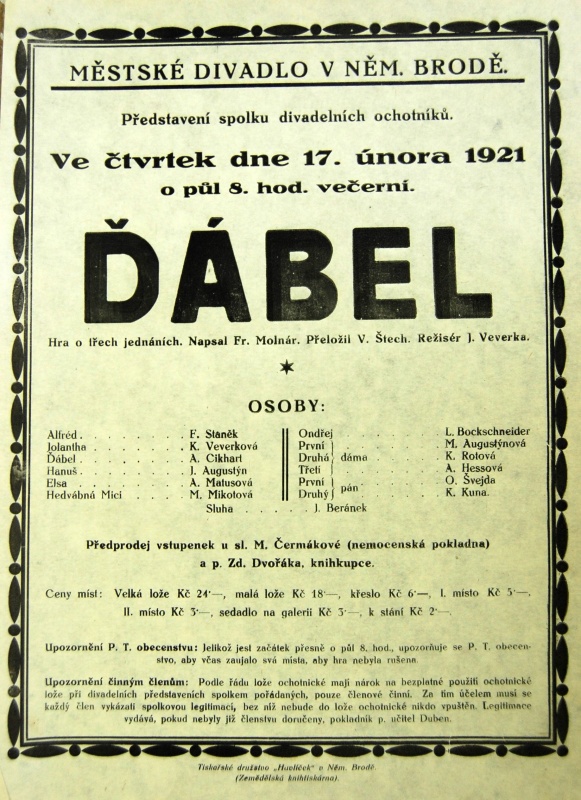 MĚSTSKÉ DIVADLO V NĚM. BRODĚ.
Představení spolku divadelních ochotníků.
Ve čtvrtek dne 17. února 1921
o půl 8. hod. večerní.
ĎÁBEL
Hra o třech jednáních. Napsal Fr. Molnár. Přeložil V. Štech. Režisér J. Veverka.
OSOBY:
Alfréd . . . . . . . . F. Staněk
Jolantha . . . . . . . K. Veverková
Ďábel . . . . . . . . A. Cikhart
Hanuš . . . . . . . . J. Augustýn
Elsa . . . . . . . . A. Matusová
Hedvábná Mici . . . . . M. Mikotová
Ondřej . . . . . . . L. Bockschneider
První } . . . . . . M. Augustýnová
Druhá } dáma . . . . . K. Rotová
Třetí } . . . . . . A. Hessová
První } pán . . . . . O. Švejda
Druhý } . . . . . . K. Kuna.
Sluha . . . . . . J. Beránek
Předprodej vstupenek u sl. M. Čermákové (nemocenská pokladna)
a p. Zd. Dvořáka, knihkupce.
Ceny míst: Velká lože Kč 24·—, malá lože Kč 18·—, křeslo Kč 6·—, I. místo Kč 5·—,
II. místo Kč 3·—, sedadlo na galerii Kč 3·—, k stání Kč 2·—.
Upozornění P. T. obecenstvu: Jelikož jest začátek přesně o půl 8. hod., upozorňuje se P. T. obecen-
stvo, aby včas zaujalo svá místa, aby hra nebyla rušena.
Upozornění činným členům: Podle řádu lože ochotnické mají nárok na bezplatné použití ochotnické
lóže při divadelních představeních spolkem pořádaných, pouze členové činní. Za tím účelem musí se
každý člen vykázati spolkovou legitimací, bez níž nebude do lože ochotnické nikdo vpuštěn. Legitimace
vydává, pokud nebyly již členstvu doručeny, pokladník p. učitel Duben.
Tiskařské družstvo „Havlíček" v Něm. Brodě.
(Zemědělská knihtiskárna).